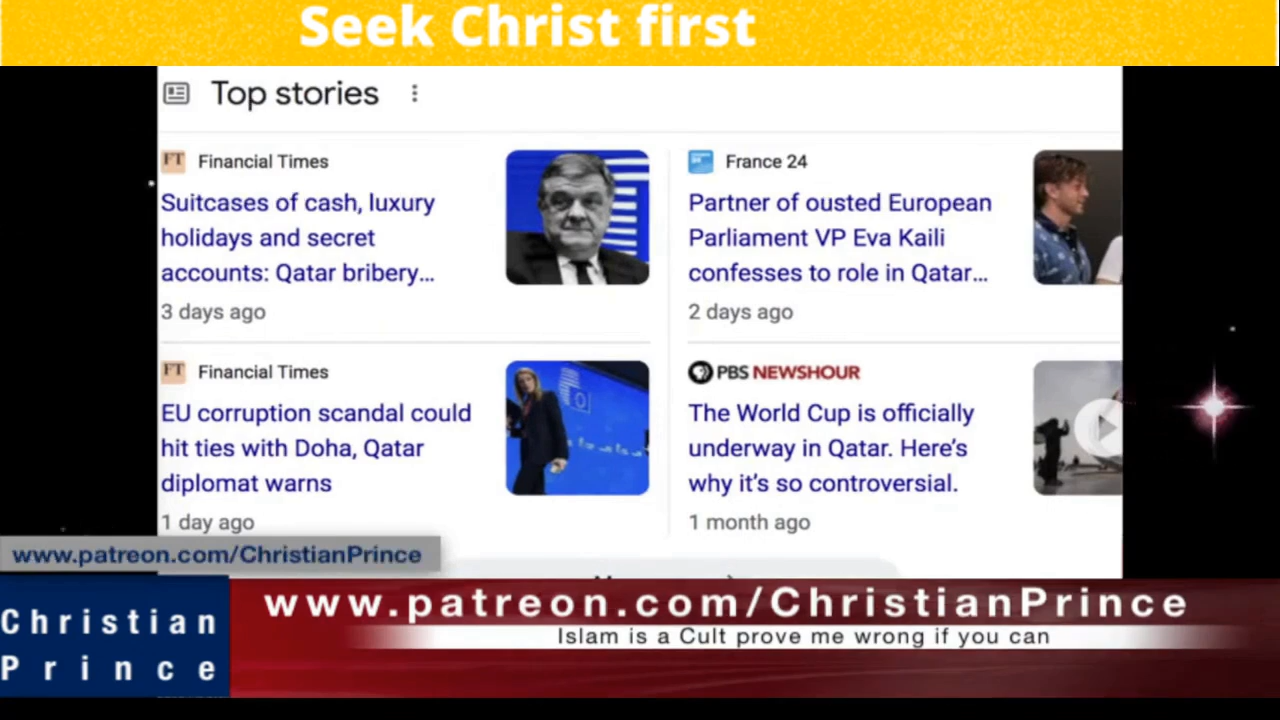 Seek Christ first
Top stories
FT Financial Times
Suitcases of cash, luxury
holidays and secret
accounts: Qatar bribery...
3 days ago
France 24
Partner of ousted European
Parliament VP Eva Kaili
confesses to role in Qatar...
2 days ago
FT Financial Times
EU corruption scandal could
hit ties with Doha, Qatar
diplomat warns
1 day ago
PBS NEWSHOUR
The World Cup is officially
underway in Qatar. Here's
why it's so controversial.
1 month ago
www.patreon.com/ChristianPrince
Christian
Prince
www.patreon.com/ChristianPrince
Islam is a Cult prove me wrong if you can